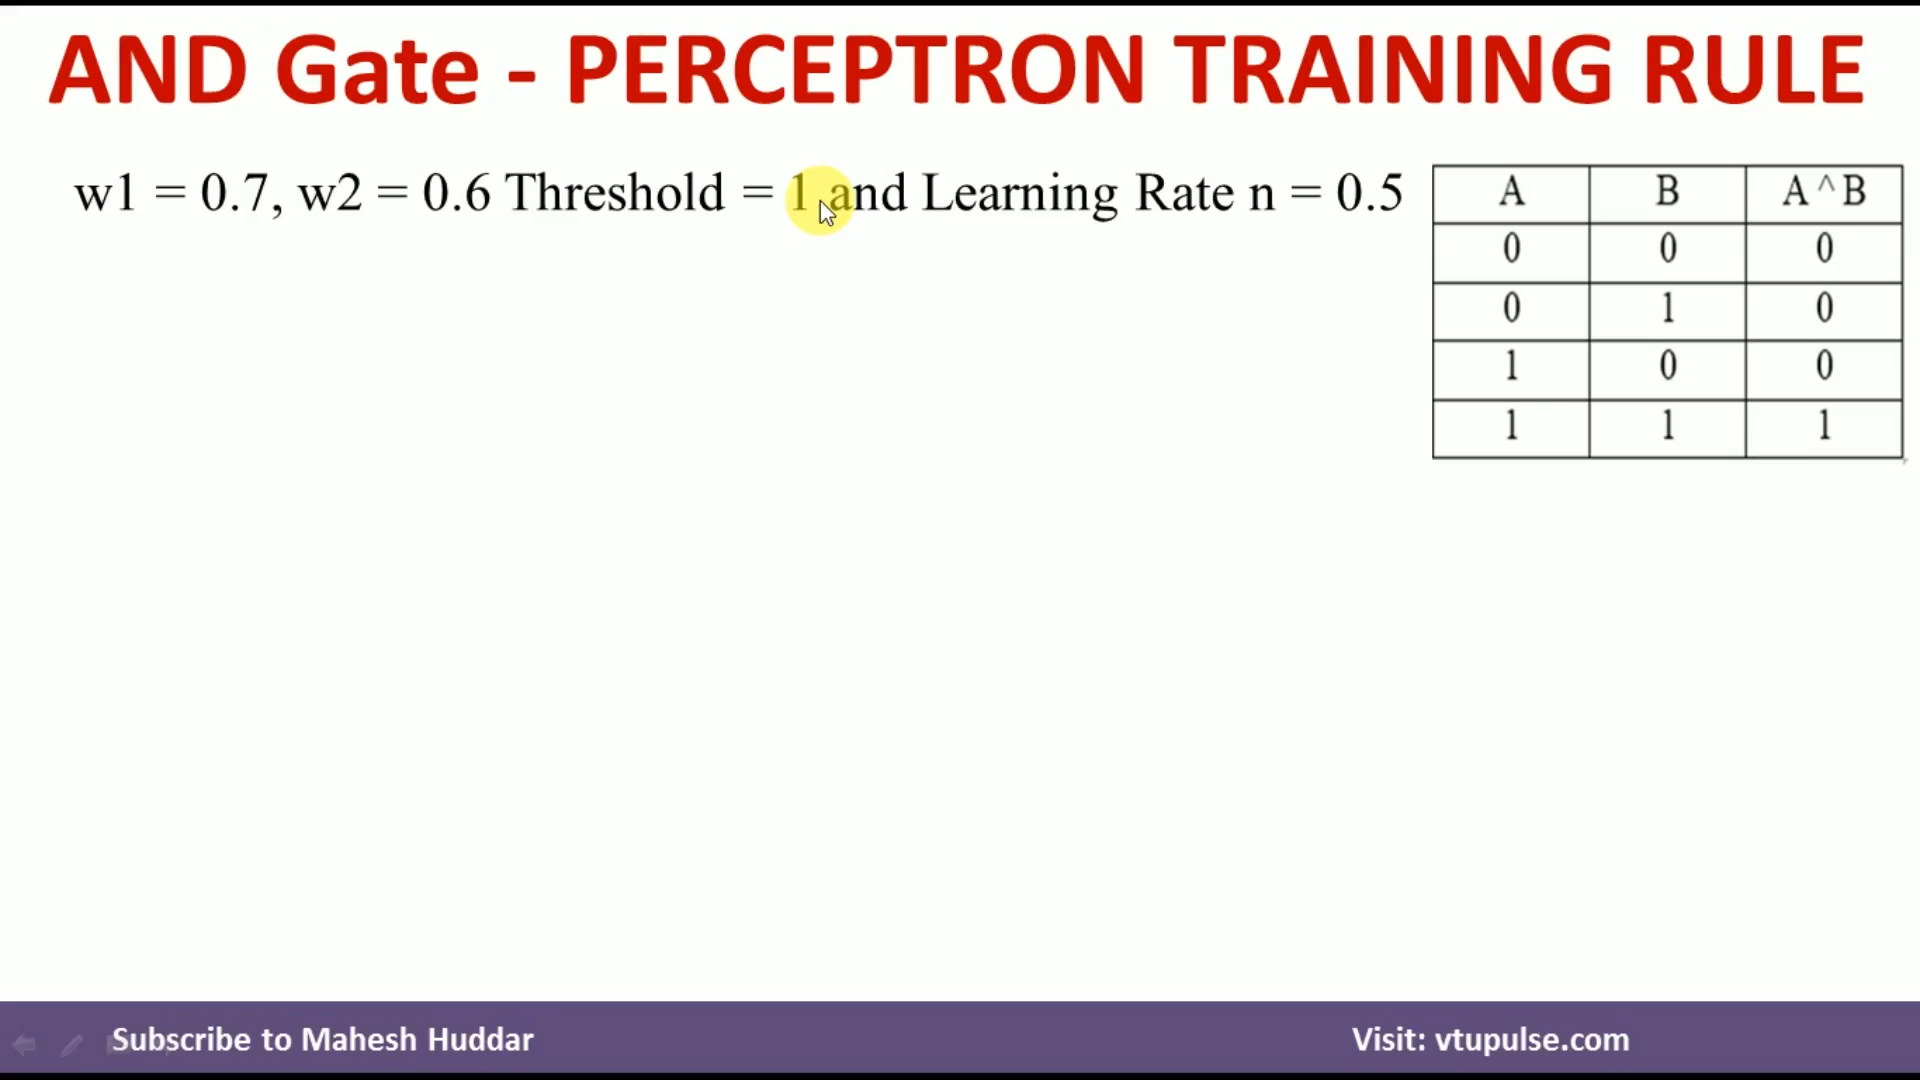 AND Gate - PERCEPTRON TRAINING RULE
w1 = 0.7, w2 = 0.6 Threshold = 1 and Learning Rate n = 0.5
A B A^B
0 0 0
0 1 0
1 0 0
1 1 1
Subscribe to Mahesh Huddar
Visit: vtupulse.com